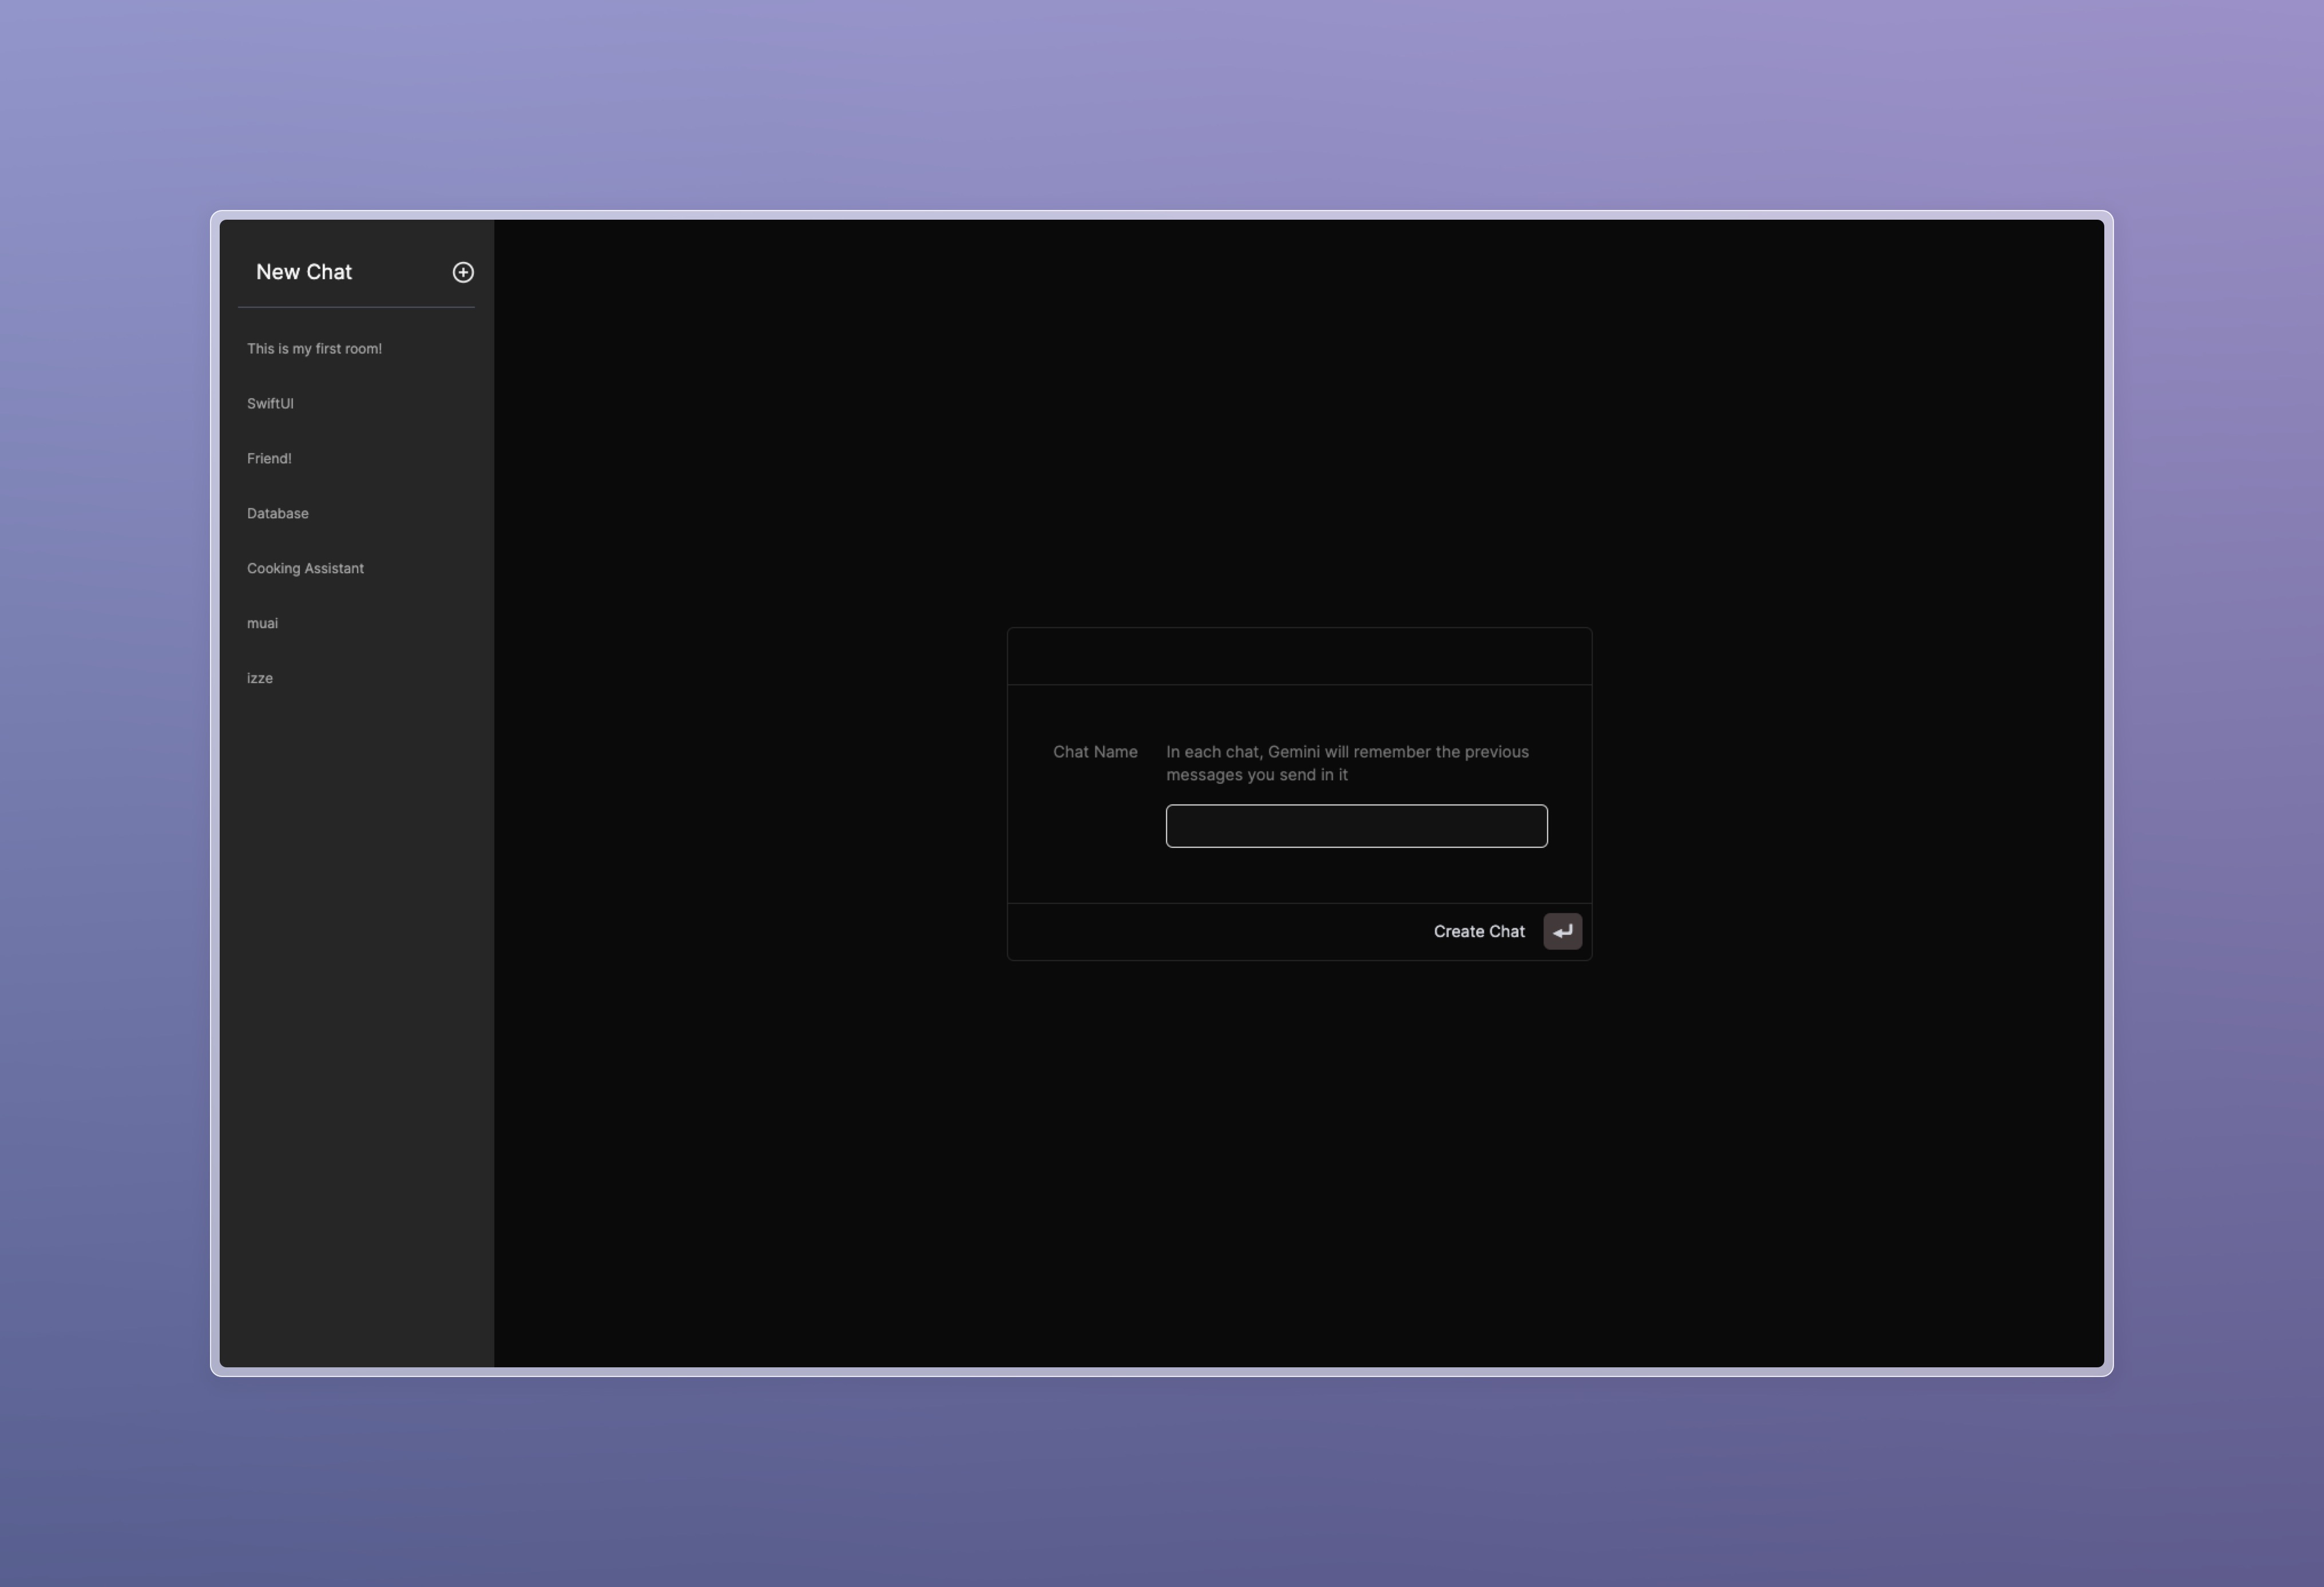 New Chat
This is my first room!
SwiftUI
Friend!
Database
Cooking Assistant
muai
izze
Chat Name
In each chat, Gemini will remember the previous
messages you send in it
Create Chat